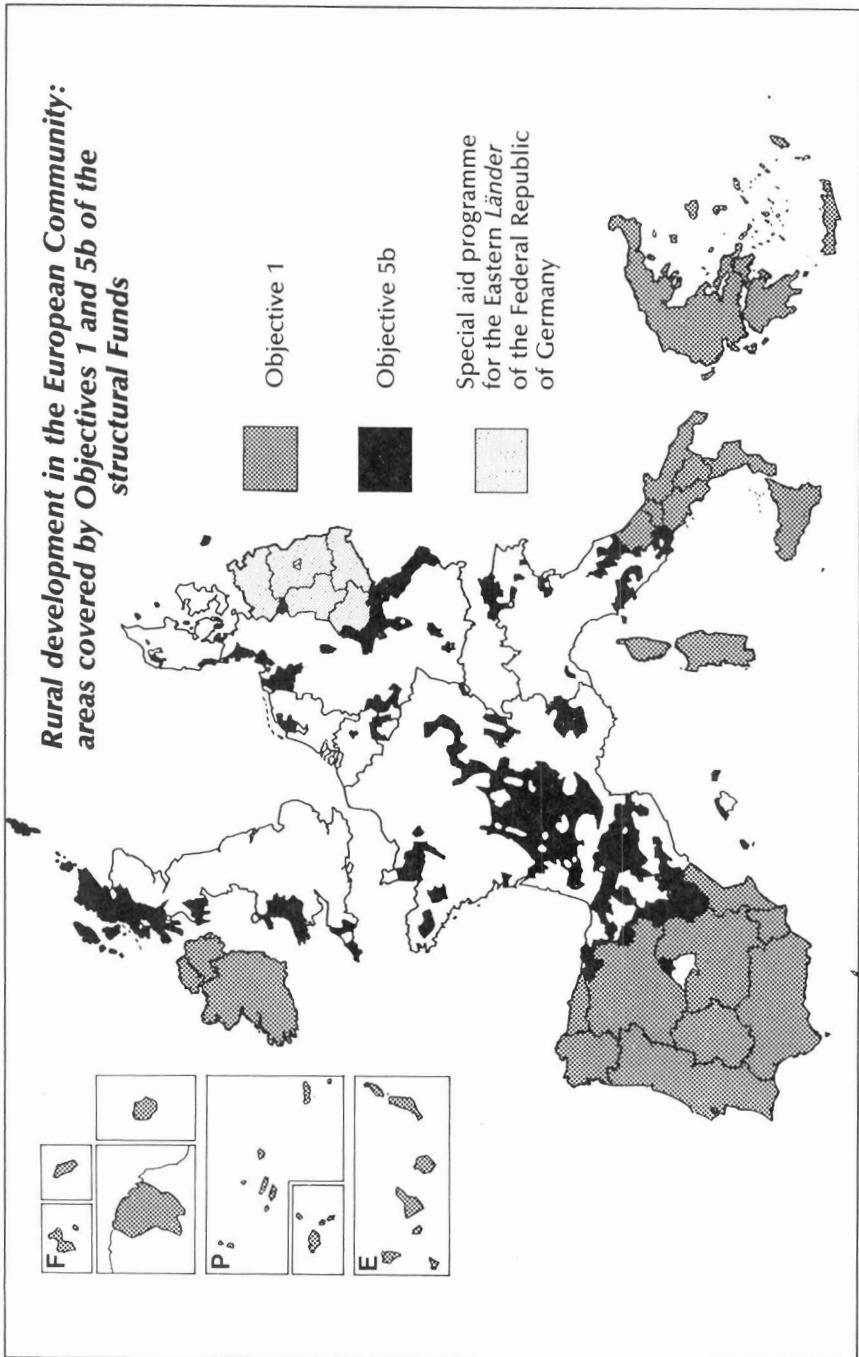 Rural development in the European Community:
areas covered by Objectives 1 and 5b of the
structural Funds
Objective 1
Objective 5b
Special aid programme
for the Eastern Länder
of the Federal Republic
of Germany
F
P
E